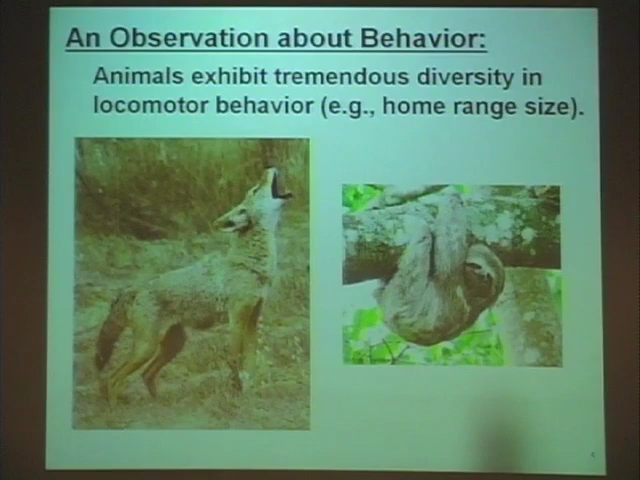 An Observation about Behavior:
Animals exhibit tremendous diversity in
locomotor behavior (e.g., home range size).